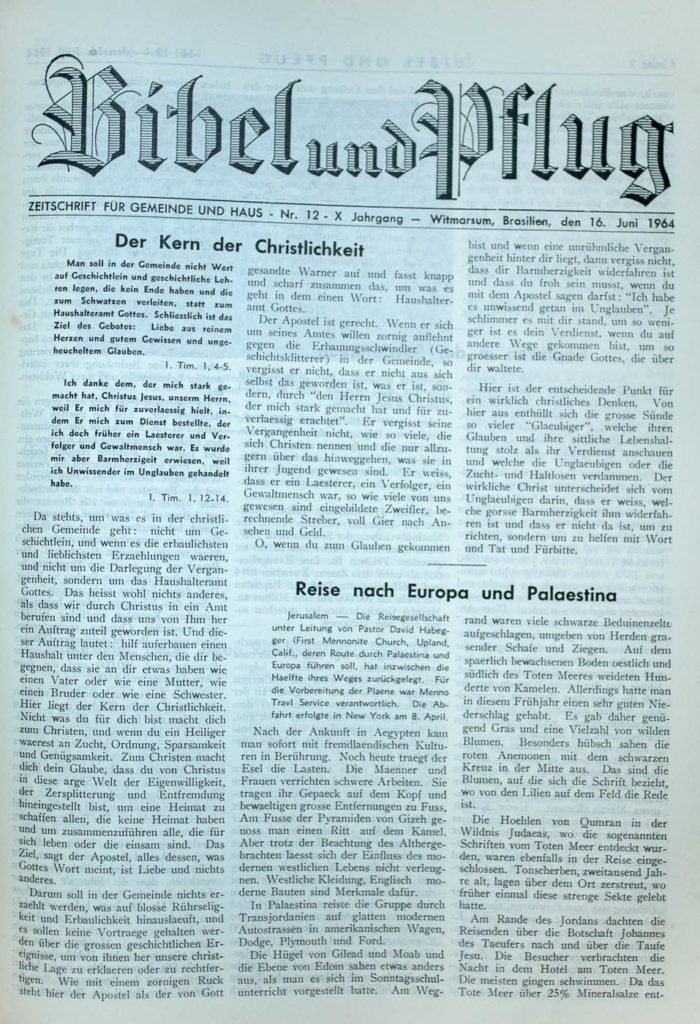 Bibel und Pflug
ZEITSCHRIFT FÜR GEMEINDE UND HAUS - Nr. 12 - X Jahrgang — Witmarsum, Brasilien, den 16. Juni 1964
Der Kern der Christlichkeit
Man soll in der Gemeinde nicht Wert
auf Geschichtlein und geschichtliche Leh-
ren legen, die kein Ende haben und die
zum Schwatzen verleiten, statt zum
Haushalteramt Gottes. Schliesslich ist das
Ziel des Gebotes: Liebe aus reinem
Herzen und gutem Gewissen und unge-
heucheltem Glauben.
I. Tim. 1, 4-5.
Ich danke dem, der mich stark ge-
macht hat, Christus Jesus, unserm Herrn,
weil Er mich für zuverlaessig hielt, in-
dem Er mich zum Dienst bestellte, der
ich doch früher ein Laesterer und Ver-
folger und Gewaltmensch war. Es wurde
mir aber Barmherzigeit erwiesen, weil
ich Unwissender im Unglauben gehandelt
habe.
I. Tim. 1, 12-14.
Da stehts, um was es in der christli-
chen Gemeinde geht: nicht um Ge-
schichtlein, und wenn es die erbaulichsten
und lieblichsten Erzaehlungen waeren,
und nicht um die Darlegung der Vergan-
genheit, sondern um das Haushalteramt
Gottes. Das heisst wohl nichts anderes,
als dass wir durch Christus in ein Amt
berufen sind und dass uns von Ihm her
ein Auftrag zuteil geworden ist. Und die-
ser Auftrag lautet: hilf auferbauen einen
Haushalt unter den Menschen, die dir be-
gegnen, dass sie an dir etwas haben wie
einen Vater oder wie eine Mutter, wie
einen Bruder oder wie eine Schwester.
Hier liegt der Kern der Christlichkeit.
Nicht was du für dich bist macht dich
zum Christen, und wenn du ein Heiliger
waerest an Zucht, Ordnung, Sparsamkeit
und Genügsamkeit. Zum Christen macht
dich dein Glaube, dass du von Christus
in diese arge Welt der Eigenwilligkeit,
der Zersplitterung und Entfremdung
hineingestellt bist, um eine Heimat zu
schaffen allen, die keine Heimat haben
und um zusammenzuführen alle, die für
sich leben oder die einsam sind. Das
Ziel, sagt der Apostel, alles dessen, was
Gottes Wort meint, ist Liebe und nichts
anderes.
Darum soll in der Gemeinde nichts er-
zaehlt werden, was auf blosse Rührselig-
keit und Erbaulichkeit hinauslaeuft, und
es sollen keine Vortraege gehalten wer-
den über die grossen geschichtlichen Er-
eignisse, um von ihnen her unsere christ-
liche Lage zu erklaeren oder zu rechtfer-
tigen. Wie mit einem zornigen Ruck
steht hier der Apostel als der von Gott
gesandte Warner auf und fasst knapp
und scharf zusammen das, um was es
geht in dem einen Wort: Haushalter-
amt Gottes.
Der Apostel ist gerecht. Wenn er sich
um seines Amtes willen zornig auflehnt
gegen die Erbauungsschwindler (Ge-
schichtsklitterer) in der Gemeinde, so
vergisst er nicht, dass er nicht aus sich
selbst das geworden ist, was er ist, son-
dern, durch "den Herrn Jesus Christus,
der mich stark gemacht hat und für zu-
verlaessig erachtet". Er vergisst seine
Vergangenheit nicht, wie so viele, die
sich Christen nennen und die nur allzu-
gern über das hinweggehen, was sie in
ihrer Jugend gewesen sind. Er weiss,
dass er ein Laesterer, ein Verfolger, ein
Gewaltmensch war, so wie viele von uns
gewesen sind eingebildete Zweifler, be-
rechnende Streber, voll Gier nach An-
sehen und Geld.
O, wenn du zum Glauben gekommen
bist und wenn eine unrühmliche Vergan-
genheit hinter dir liegt, dann vergiss nicht,
dass dir Barmherzigkeit widerfahren ist
und dass du froh sein musst, wenn du
mit dem Apostel sagen darfst: "Ich habe
es unwissend getan im Unglauben". Je
schlimmer es mit dir stand, um so weni-
ger ist es dein Verdienst, wenn du auf
andere Wege gekommen bist, um so
groesser ist die Gnade Gottes, die über
dir waltete.
Hier ist der entscheidende Punkt für
ein wirklich christliches Denken. Von
hier aus enthüllt sich die grosse Sünde
so vieler "Glaeubiger", welche ihren
Glauben und ihre sittliche Lebenshal-
tung stolz als ihr Verdienst anschauen
und welche die Unglaeubigen oder die
Zucht- und Haltlosen verdammen. Der
wirkliche Christ unterscheidet sich vom
Unglaeubigen darin, dass er weiss, wel-
che gorsse Barmherzigkeit ihm widerfah-
ren ist und dass er nicht da ist, um zu
richten, sondern um zu helfen mit Wort
und Tat und Fürbitte.
Reise nach Europa und Palaestina
Jerusalem — Die Reisegesellschaft
unter Leitung von Pastor David Habeg-
ger (First Mennonite Church, Upland,
Calif., deren Route durch Palaestina und
Europa führen soll, hat inzwischen die
Haelfte ihres Weges zurückgelegt. Für
die Vorbereitung der Plaene war Menno
Travl Service verantwortlich. Die Ab-
fahrt erfolgte in New York am 8. April.
Nach der Ankunft in Aegypten kam
man sofort mit fremdlaendischen Kultu-
ren in Berührung. Noch heute traegt der
Esel die Lasten. Die Maenner und
Frauen verrichten schwere Arbeiten. Sie
tragen ihr Gepaeck auf dem Kopf und
bewaeltigen grosse Entfernungen zu Fuss,
Am Fusse der Pyramiden von Gizeh ge-
noss man einen Ritt auf dem Kamel.
Aber trotz der Beachtung des Altherge-
brachten laesst sich der Einfluss des mo-
dernen westlichen Lebens nicht verleug-
nen. Westliche Kleidung, Englisch mo-
derne Bauten sind Merkmale dafür.
In Palaestina reiste die Gruppe durch
Transjordanien auf glatten modernen
Autostrassen in amerikanischen Wagen,
Dodge, Plymouth und Ford.
Die Hügel von Gilead und Moab und
die Ebene von Edom sahen etwas anders
aus, als man es sich im Sonntagsschul-
unterricht vorgestellt hatte. Am Weg-
rand waren viele schwarze Beduinenzelte
aufgeschlagen, umgeben von Herden gra-
sender Schafe und Ziegen. Auf dem
spaerlich bewachsenen Boden oestlich und
südlich des Toten Meeres weideten Hun-
derte von Kamelen. Allerdings hatte man
in diesem Frühjahr einen sehr guten Nie-
derschlag gehabt. Es gab daher genü-
gend Gras und eine Vielzahl von wilden
Blumen. Besonders hübsch sahen die
roten Anemonen mit dem schwarzen
Kreuz in der Mitte aus. Das sind die
Blumen, auf die sich die Schrift bezieht,
wo von den Lilien auf dem Feld die Rede
ist.
Die Hoehlen von Qumran in der
Wildnis Judaeas, wo die sogenannten
Schriften vom Toten Meer entdeckt wur-
den, waren ebenfalls in der Reise einge-
schlossen. Tonscherben, zweitausend Jah-
re alt, lagen über dem Ort zerstreut, wo
früher einmal diese strenge Sekte gelebt
hatte.
Am Rande des Jordans dachten die
Reisenden über die Botschaft Johannes
des Taeufers nach und über die Taufe
Jesu. Die Besucher verbrachten die
Nacht in dem Hotel am Toten Meer.
Die meisten gingen schwimmen. Da das
Tote Meer über 25% Mineralsalze ent-